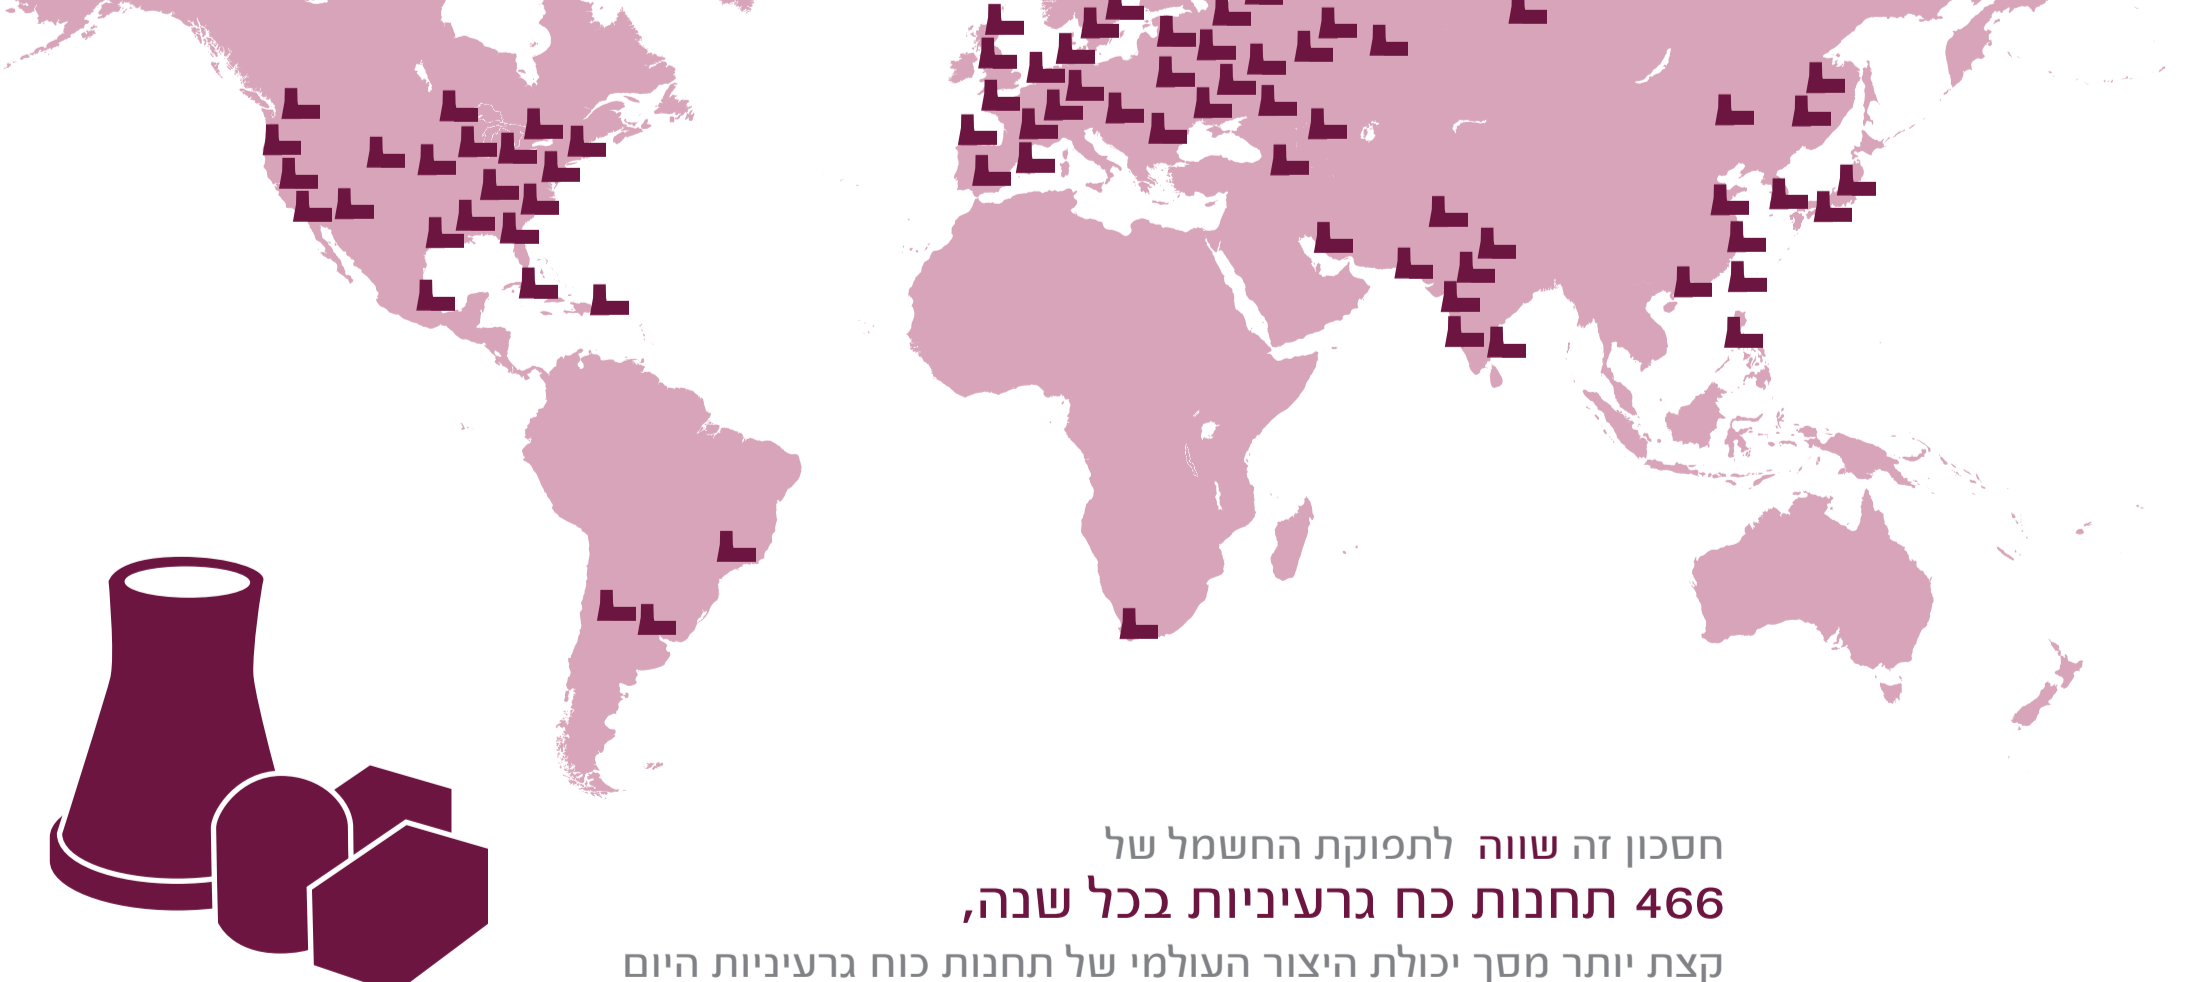 חסכון זה שווה לתפוקת החשמל של
466 תחנות כח גרעיניות בכל שנה,
קצת יותר מסך יכולת היצור העולמי של תחנות כוח גרעיניות היום